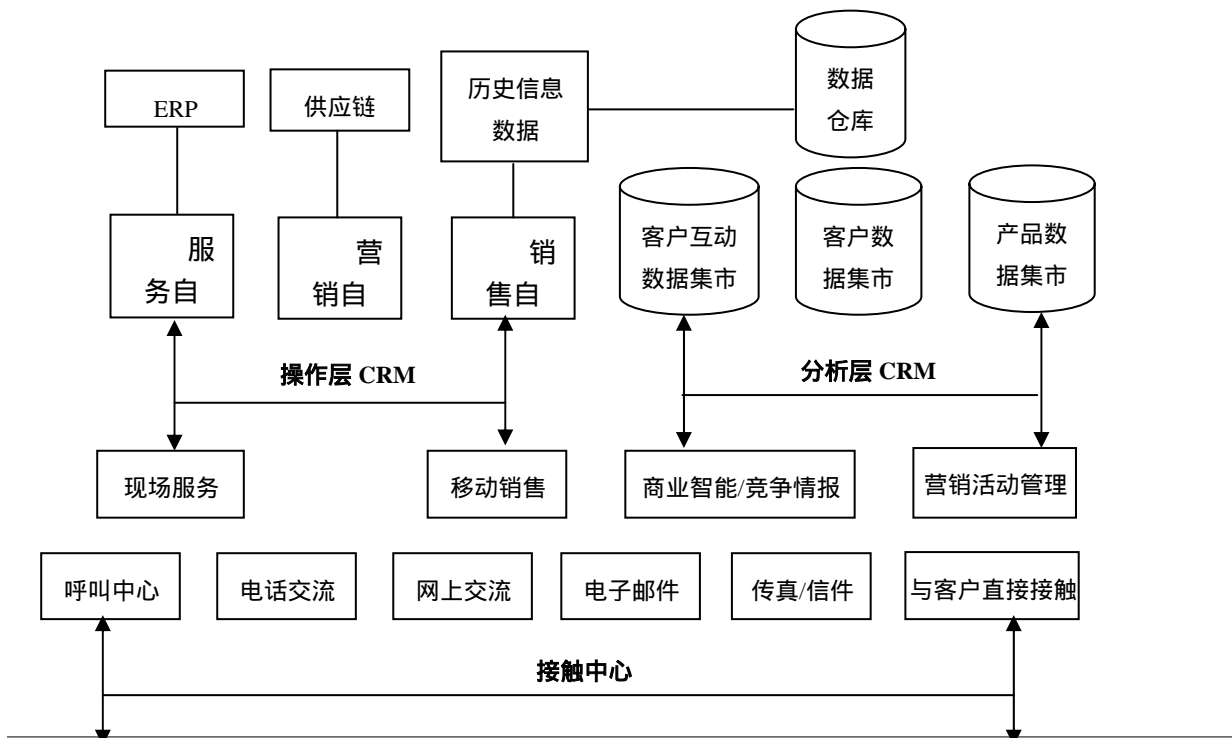 ERP
供应链
历史信息
数据
数据
仓库
服
务自
营
销自
销
售自
客户互动
数据集市
客户数
据集市
产品数
据集市
操作层 CRM
分析层 CRM
现场服务
移动销售
商业智能/竞争情报
营销活动管理
呼叫中心
电话交流
网上交流
电子邮件
传真/信件
与客户直接接触
接触中心